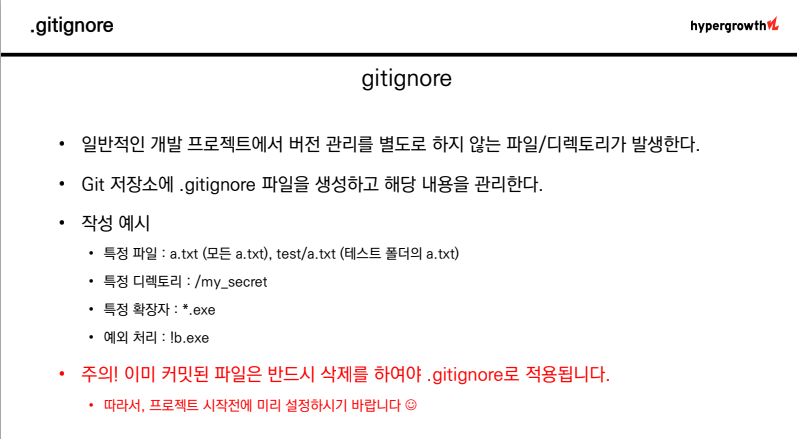 .gitignore
hypergrowth
gitignore
• 일반적인 개발 프로젝트에서 버전 관리를 별도로 하지 않는 파일/디렉토리가 발생한다.
• Git 저장소에 .gitignore 파일을 생성하고 해당 내용을 관리한다.
• 작성 예시
• 특정 파일 : a.txt (모든 a.txt), test/a.txt (테스트 폴더의 a.txt)
• 특정 디렉토리 : /my_secret
• 특정 확장자 : *.exe
• 예외 처리 : !b.exe
• 주의! 이미 커밋된 파일은 반드시 삭제를 하여야 .gitignore로 적용됩니다.
• 따라서, 프로젝트 시작전에 미리 설정하시기 바랍니다 ☺